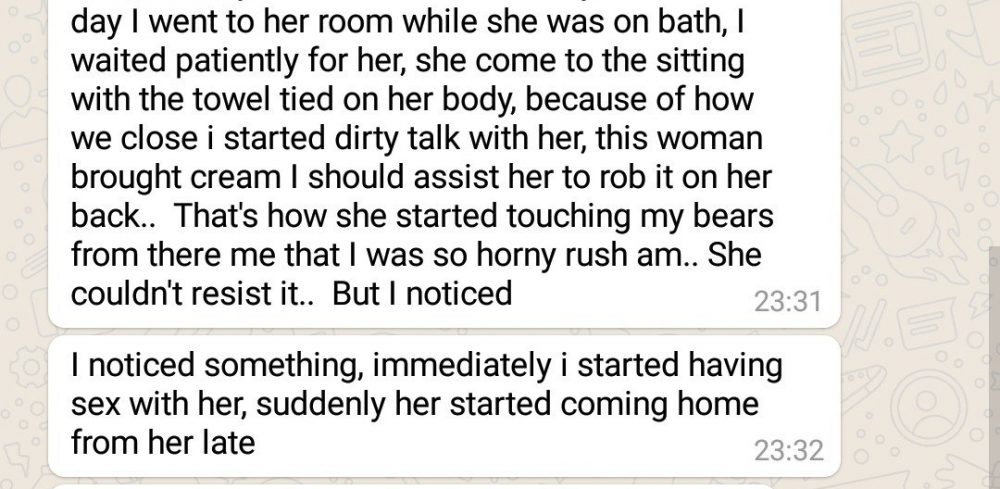 day I went to her room while she was on bath, I
waited patiently for her, she come to the sitting
with the towel tied on her body, because of how
we close i started dirty talk with her, this woman
brought cream I should assist her to rob it on her
back..  That's how she started touching my bears
from there me that I was so horny rush am.. She
couldn't resist it..  But I noticed
23:31
I noticed something, immediately i started having
sex with her, suddenly her started coming home
from her late
23:32